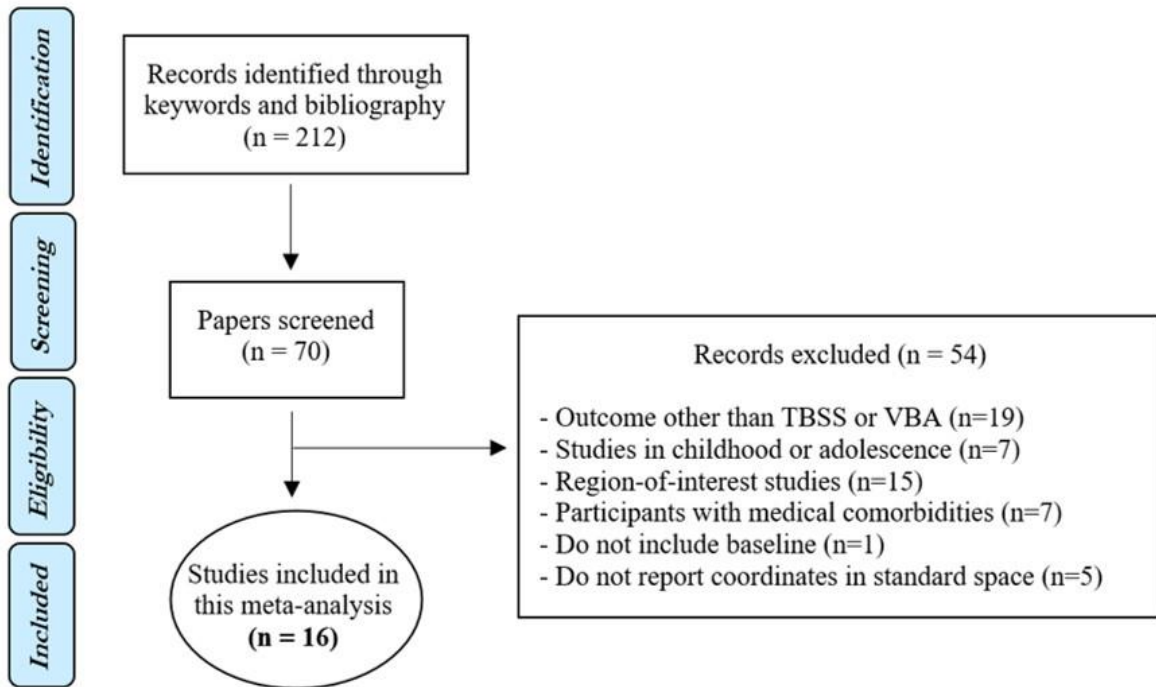 Identification
Records identified through
keywords and bibliography
(n = 212)
Screening
Papers screened
(n = 70)
Records excluded (n = 54)
- Outcome other than TBSS or VBA (n=19)
- Studies in childhood or adolescence (n=7)
- Region-of-interest studies (n=15)
- Participants with medical comorbidities (n=7)
- Do not include baseline (n=1)
- Do not report coordinates in standard space (n=5)
Eligibility
Included
Studies included in
this meta-analysis
(n = 16)